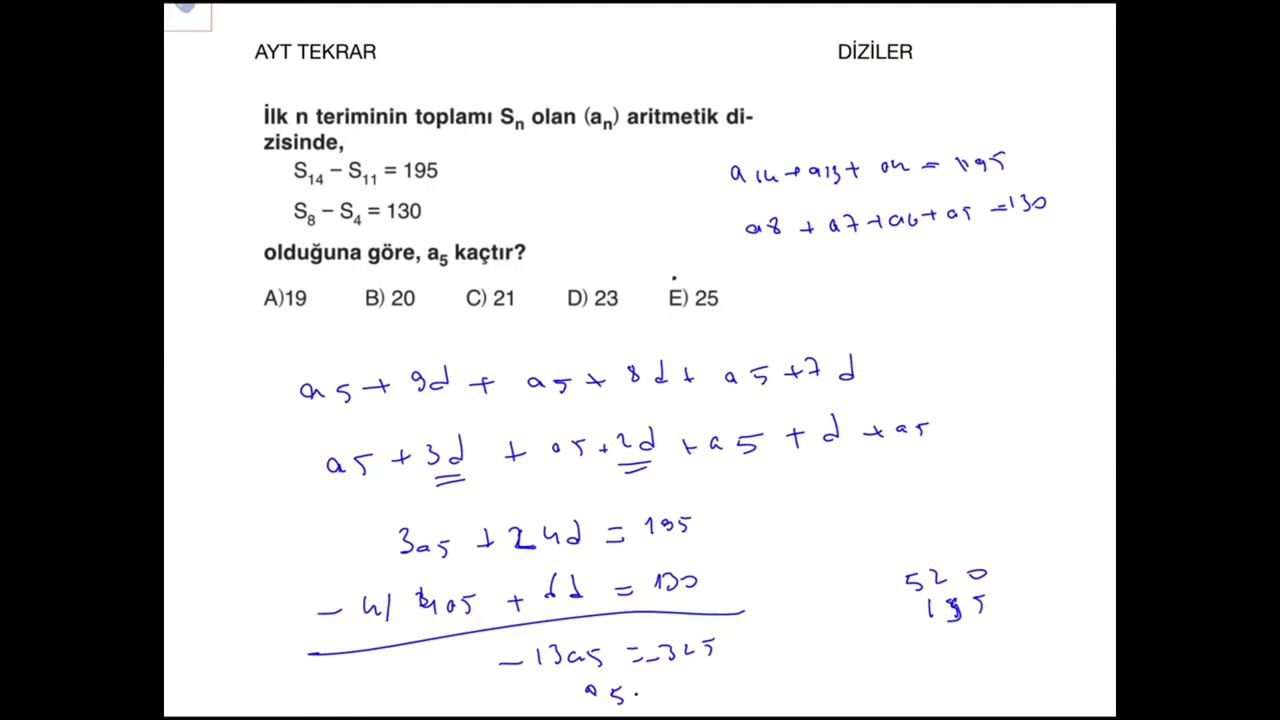 AYT TEKRAR
DİZİLER
İlk n teriminin toplamı Sn olan (an) aritmetik di-
zisinde,
S14 – S11 = 195
S8 – S4 = 130
olduğuna göre, a5 kaçtır?
A)19 B) 20 C) 21 D) 23 E) 25
a14 + a13 + a12 = 195
a8 + a7 + a6 + a5 = 130
a5 + 9d + a5 + 8d + a5 + 7d
a5 + 3d + a5 + 2d + a5 + d + a5
3a5 + 24d = 195
- 4/ 4a5 + 6d = 130
520
195
- 13a5 = -325
a5